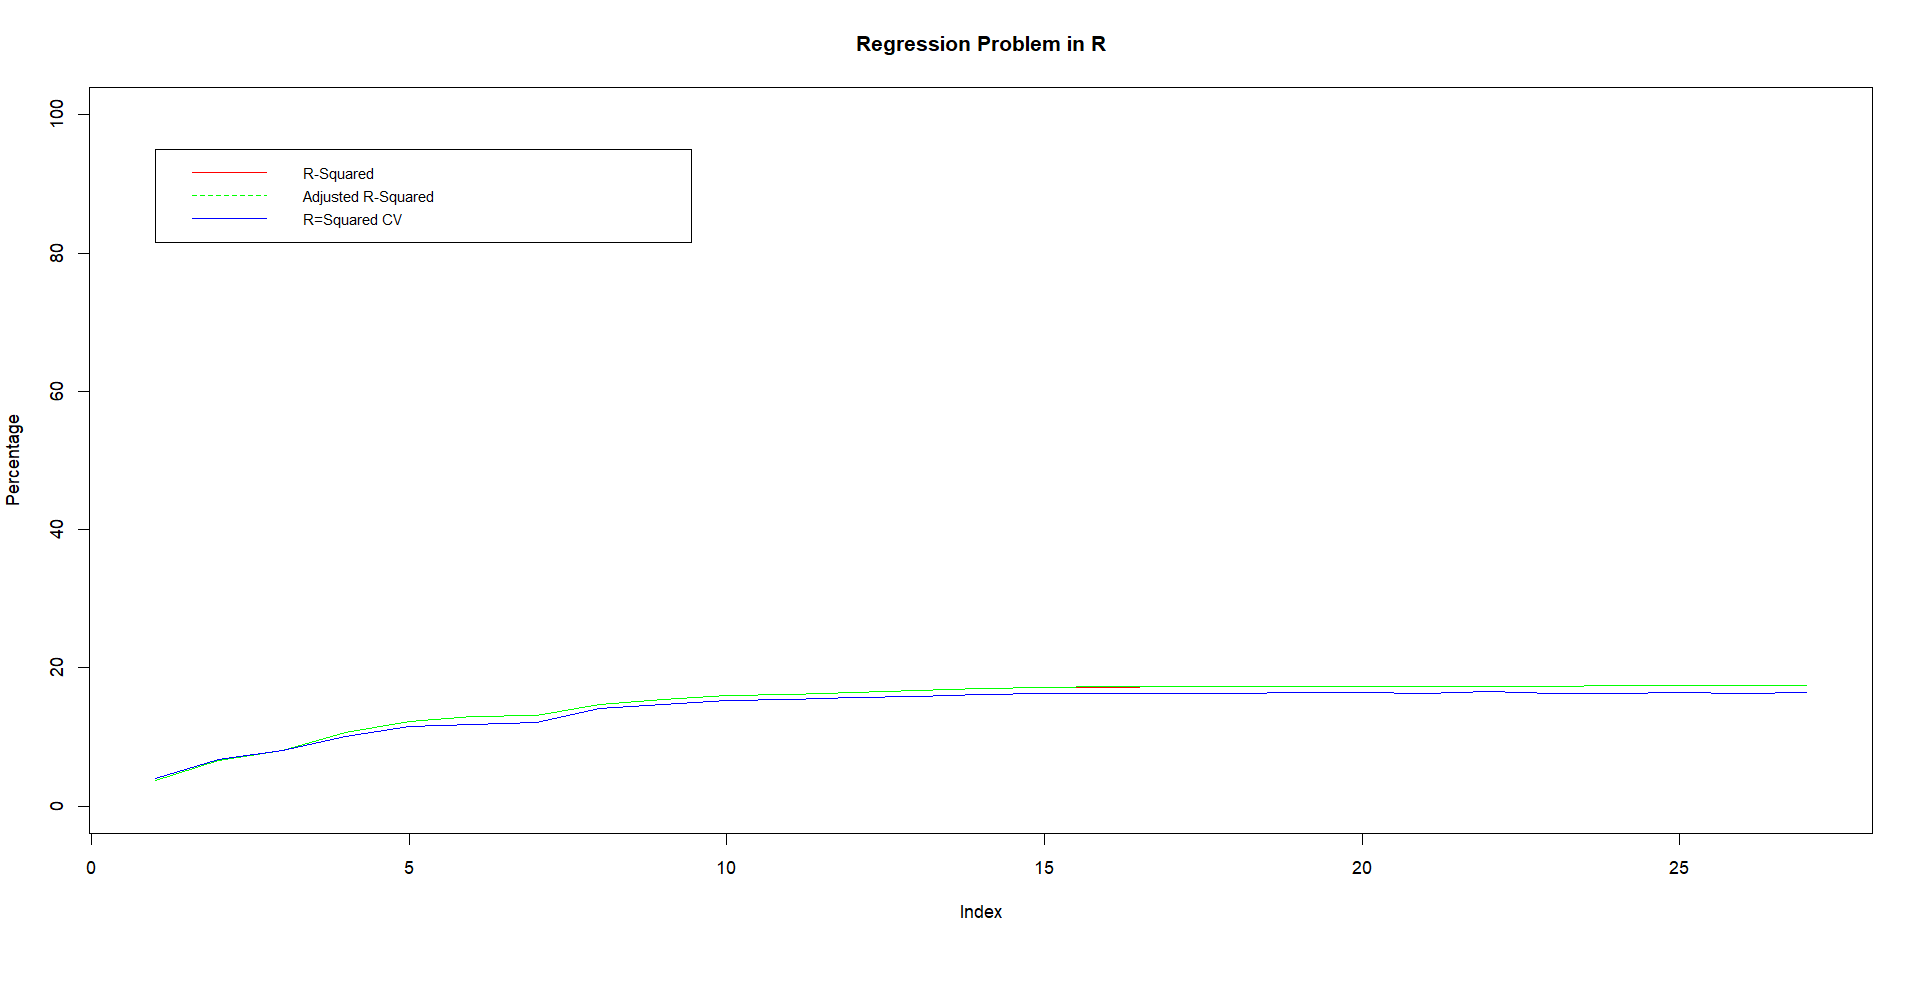 Regression Problem in R
100
80
60
40
20
0
Percentage
R-Squared
Adjusted R-Squared
R=Squared CV
0 5 10 15 20 25
Index